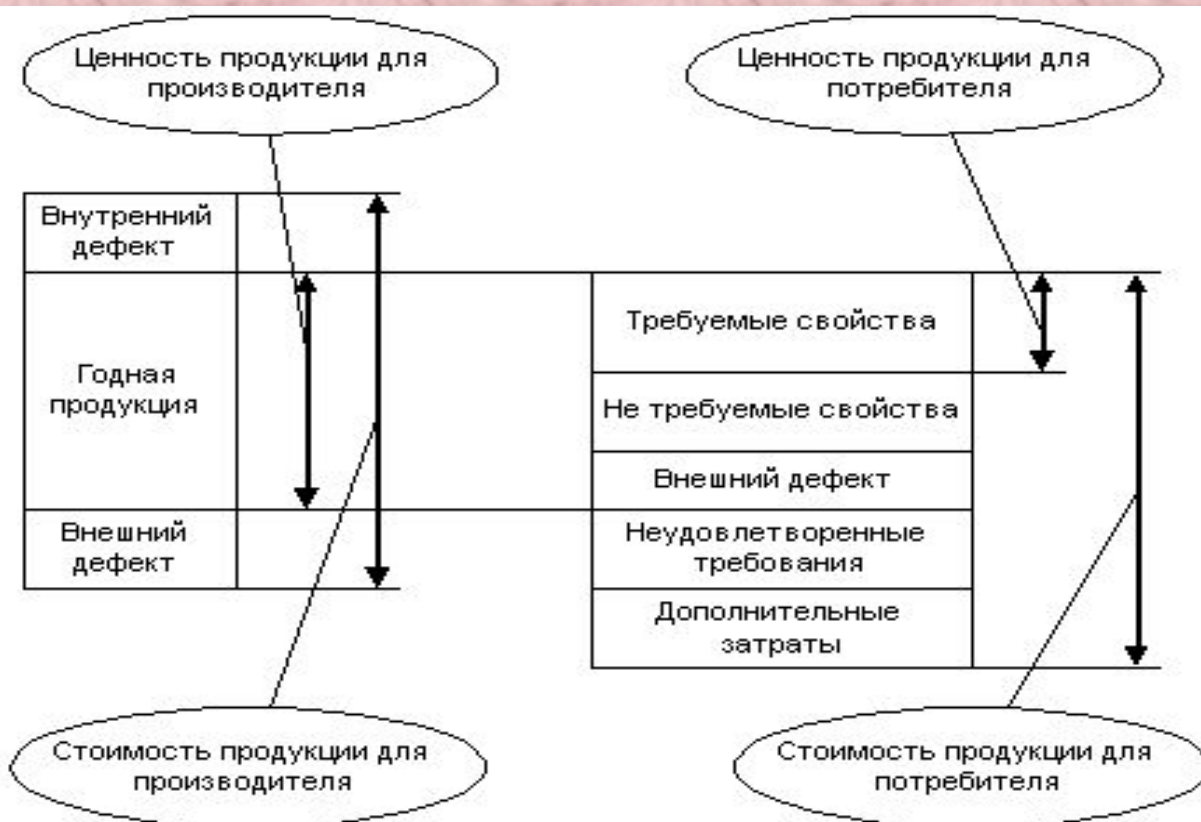 Ценность продукции для
производителя
Ценность продукции для
потребителя
Внутренний
дефект
Годная
продукция
Внешний
дефект
Требуемые свойства
Не требуемые свойства
Внешний дефект
Неудовлетворенные
требования
Дополнительные
затраты
Стоимость продукции для
производителя
Стоимость продукции для
потребителя